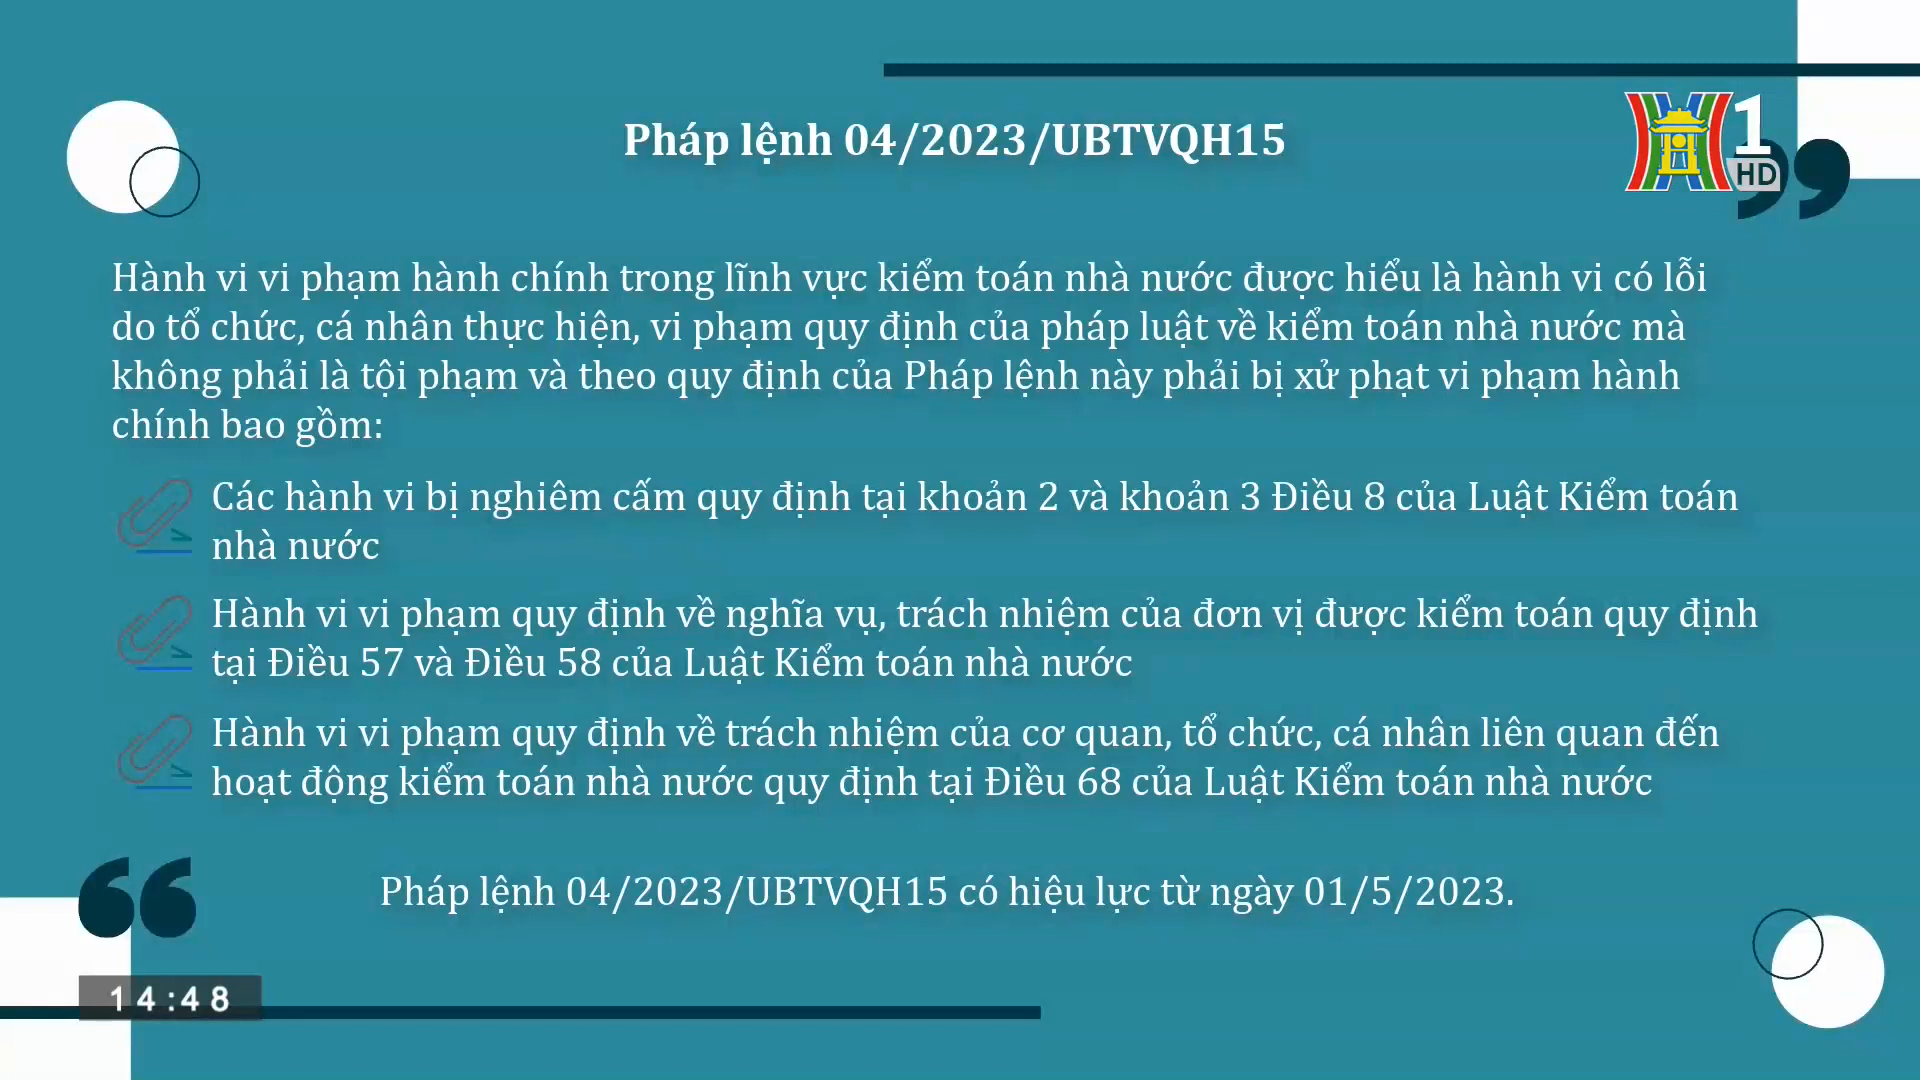 Pháp lệnh 04/2023/UBTVQH15
1
HD
Hành vi vi phạm hành chính trong lĩnh vực kiểm toán nhà nước được hiểu là hành vi có lỗi
do tổ chức, cá nhân thực hiện, vi phạm quy định của pháp luật về kiểm toán nhà nước mà
không phải là tội phạm và theo quy định của Pháp lệnh này phải bị xử phạt vi phạm hành
chính bao gồm:
Các hành vi bị nghiêm cấm quy định tại khoản 2 và khoản 3 Điều 8 của Luật Kiểm toán
nhà nước
Hành vi vi phạm quy định về nghĩa vụ, trách nhiệm của đơn vị được kiểm toán quy định
tại Điều 57 và Điều 58 của Luật Kiểm toán nhà nước
Hành vi vi phạm quy định về trách nhiệm của cơ quan, tổ chức, cá nhân liên quan đến
hoạt động kiểm toán nhà nước quy định tại Điều 68 của Luật Kiểm toán nhà nước
Pháp lệnh 04/2023/UBTVQH15 có hiệu lực từ ngày 01/5/2023.
14:48